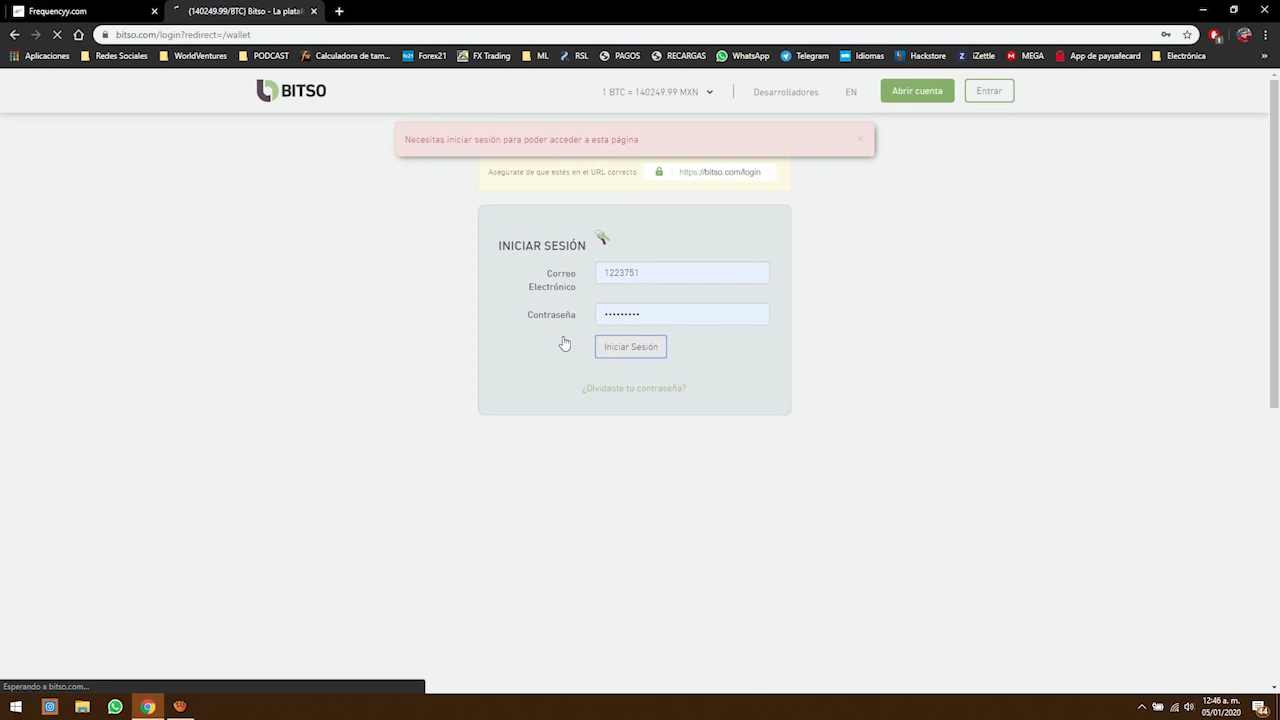 Frequencyy.com
(140249.99/BTC) Bitso - La platafo
bitso.com/login?redirect=/wallet
Aplicaciones Redes Sociales WorldVentures PODCAST Calculadora de tam... Forex21 FX Trading ML RSL PAGOS RECARGAS WhatsApp Telegram Idiomas Hackstore iZettle MEGA App de paysafecard Electrónica
BITSO 1 BTC = 140249.99 MXN Desarrolladores EN Abrir cuenta Entrar
Necesitas iniciar sesión para poder acceder a esta página
Asegúrate de que estés en el URL correcto https://bitso.com/login
INICIAR SESIÓN
Correo
Electrónico
1223751
Contraseña
Iniciar Sesión
¿Olvidaste tu contraseña?
Esperando a bitso.com...
12:46 a. m.
05/01/2020
44